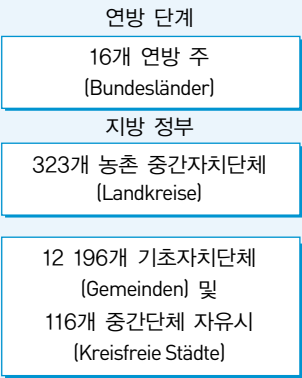 연방 단계
16개 연방 주
(Bundesländer)
지방 정부
323개 농촌 중간자치단체
(Landkreise)
12 196개 기초자치단체
(Gemeinden) 및
116개 중간단체 자유시
(Kreisfreie Städte)